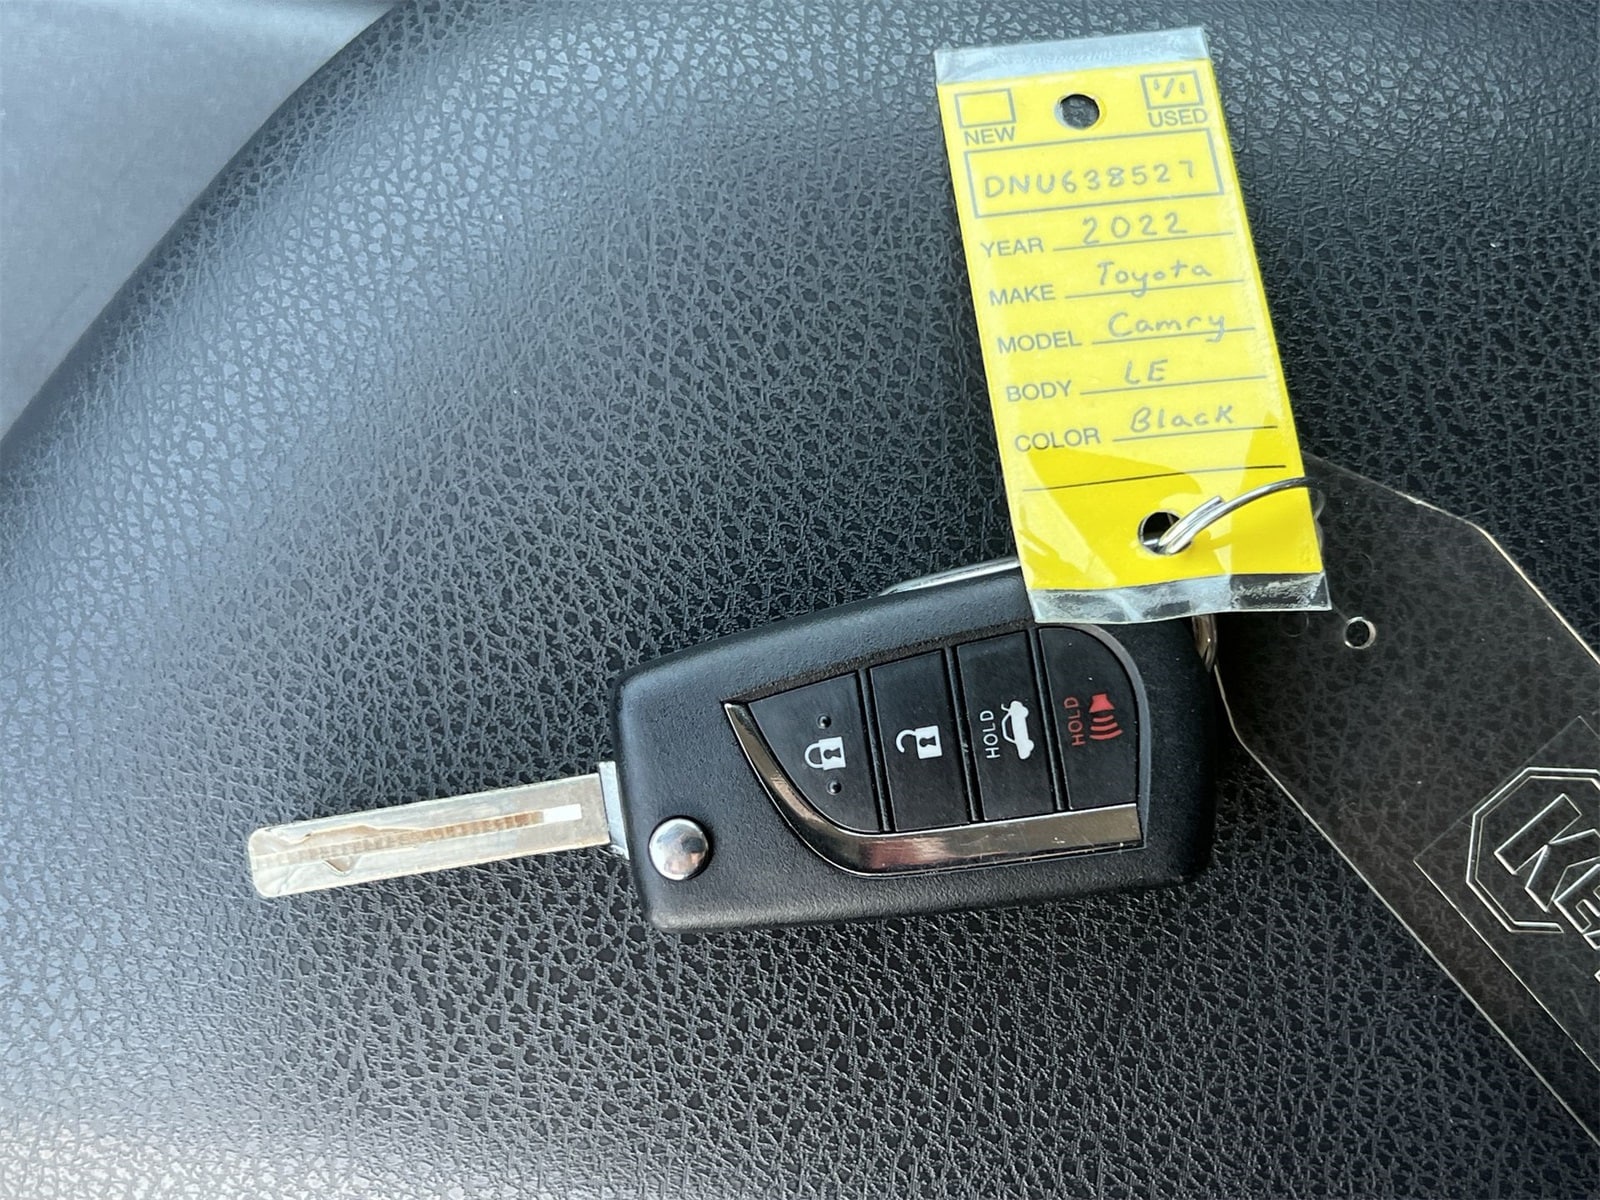 NEW USED
DNU638527
YEAR 2022
MAKE Toyota
MODEL Camry
BODY LE
COLOR Black
HOLD
HOLD